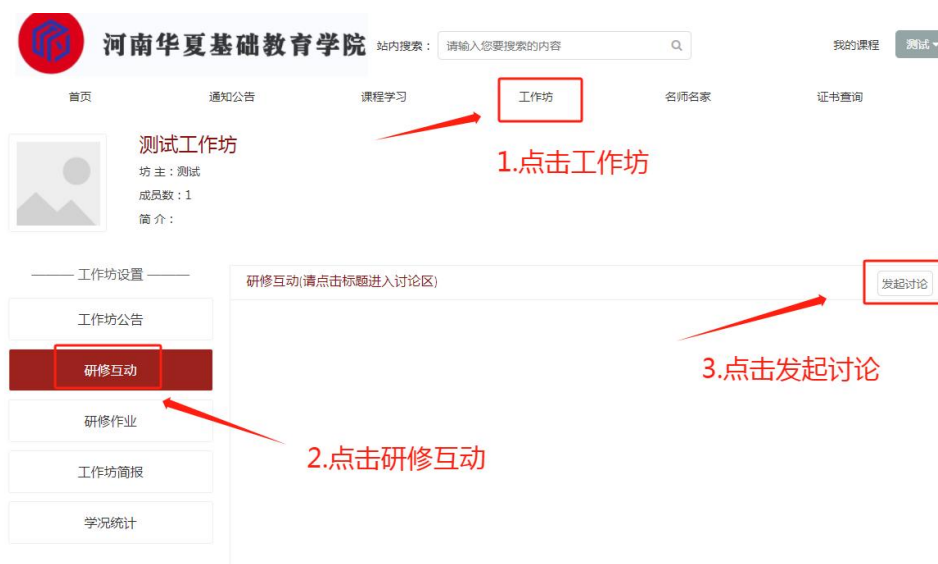 河南华夏基础教育学院 站内搜索： 请输入您要搜索的内容 我的课程 测试
首页 通知公告 课程学习 工作坊 名师名家 证书查询
测试工作坊
坊 主：测试
成员数：1
简 介：
1.点击工作坊
工作坊设置
研修互动(请点击标题进入讨论区) 发起讨论
工作坊公告
研修互动
3.点击发起讨论
研修作业
2.点击研修互动
工作坊简报
学况统计